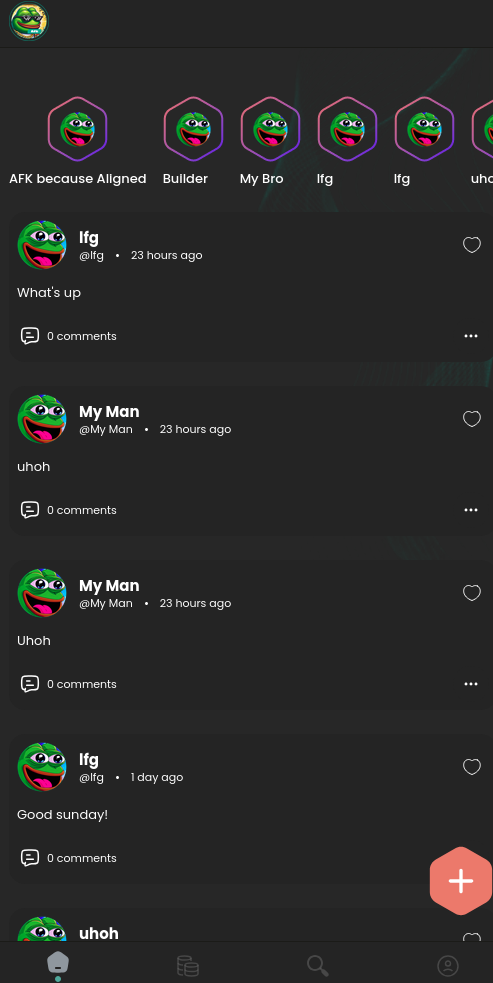 AFK because Aligned Builder My Bro lfg lfg uho
lfg
@lfg • 23 hours ago
What's up
0 comments
My Man
@My Man • 23 hours ago
uhoh
0 comments
My Man
@My Man • 23 hours ago
Uhoh
0 comments
lfg
@lfg • 1 day ago
Good sunday!
0 comments
uhoh